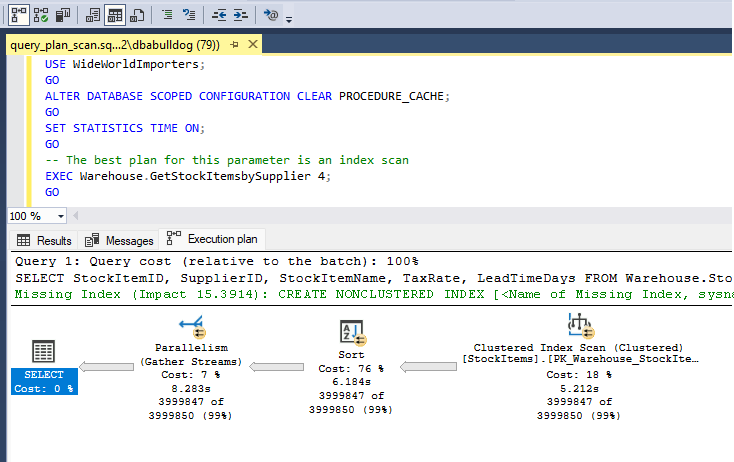 query_plan_scan.sq...2\dbabulldog (79))
USE WideWorldImporters;
GO
ALTER DATABASE SCOPED CONFIGURATION CLEAR PROCEDURE_CACHE;
GO
SET STATISTICS TIME ON;
GO
-- The best plan for this parameter is an index scan
EXEC Warehouse.GetStockItemsbySupplier 4;
GO
100 %
Results Messages Execution plan
Query 1: Query cost (relative to the batch): 100%
SELECT StockItemID, SupplierID, StockItemName, TaxRate, LeadTimeDays FROM Warehouse.Sto
Missing Index (Impact 15.3914): CREATE NONCLUSTERED INDEX [<Name of Missing Index, sysna
SELECT
Cost: 0 %
Parallelism
(Gather Streams)
Cost: 7 %
8.283s
3999847 of
3999850 (99%)
Sort
Cost: 76 %
6.184s
3999847 of
3999850 (99%)
Clustered Index Scan (Clustered)
[StockItems].[PK_Warehouse_StockIte…
Cost: 18 %
5.212s
3999847 of
3999850 (99%)